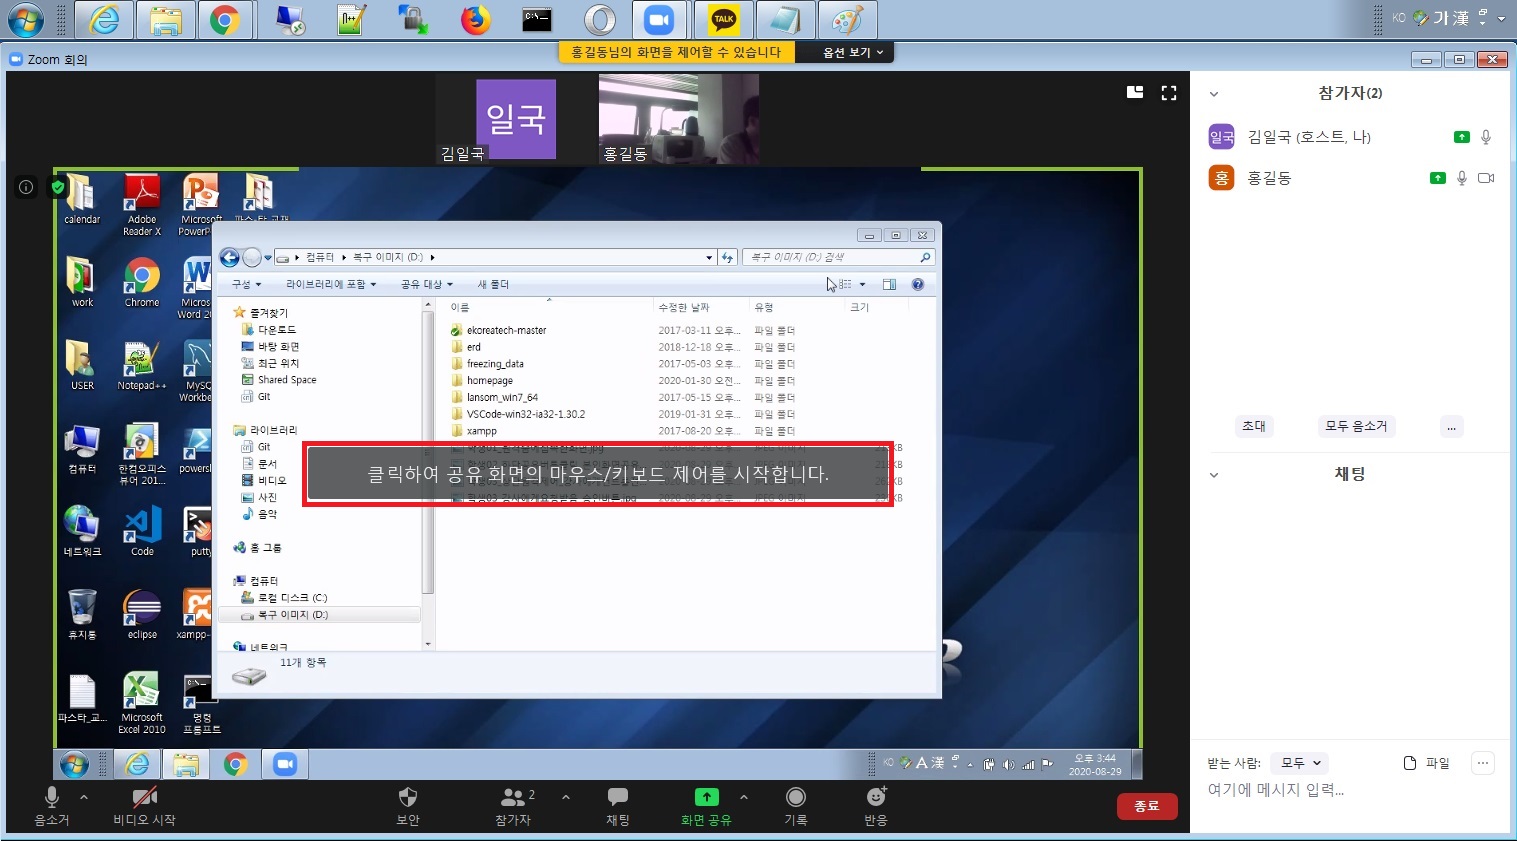 TALK
KO 가 漢
홍길동님의 화면을 제어할 수 있습니다
옵션 보기
Zoom 회의
일국
김일국
홍길동
참가자(2)
일국 김일국 (호스트, 나)
홍 홍길동
초대
모두 음소거
...
채팅
calendar
Adobe Reader X
Microsoft
work
Chrome
USER
Notepad++
컴퓨터
한컴오피스 뷰어 201...
네트워크
Code
putty
휴지통
eclipse
파스타_교...
Microsoft Excel 2010
명령 프롬프트
컴퓨터 복구 이미지 (D:)
복구 이미지 (D:) 검색
구성
라이브러리에 포함
공유 대상
새 폴더
즐겨찾기
다운로드
바탕 화면
최근 위치
Shared Space
Git
라이브러리
Git
문서
비디오
사진
음악
홈 그룹
컴퓨터
로컬 디스크 (C:)
복구 이미지 (D:)
네트워크
이름 수정한 날짜 유형 크기
ekoreatech-master 2017-03-11 오후... 파일 폴더
erd 2018-12-18 오후... 파일 폴더
freezing_data 2017-05-03 오후... 파일 폴더
homepage 2020-01-30 오전... 파일 폴더
lansom_win7_64 2017-05-15 오후... 파일 폴더
VSCode-win32-ia32-1.30.2 2019-01-31 오후... 파일 폴더
xampp 2017-08-20 오후... 파일 폴더
클릭하여 공유 화면의 마우스/키보드 제어를 시작합니다.
11개 항목
KO A 漢
오후 3:44
2020-08-29
음소거
비디오 시작
보안
참가자 2
채팅
화면 공유
기록
반응
종료
받는 사람: 모두
파일
...
여기에 메시지 입력...